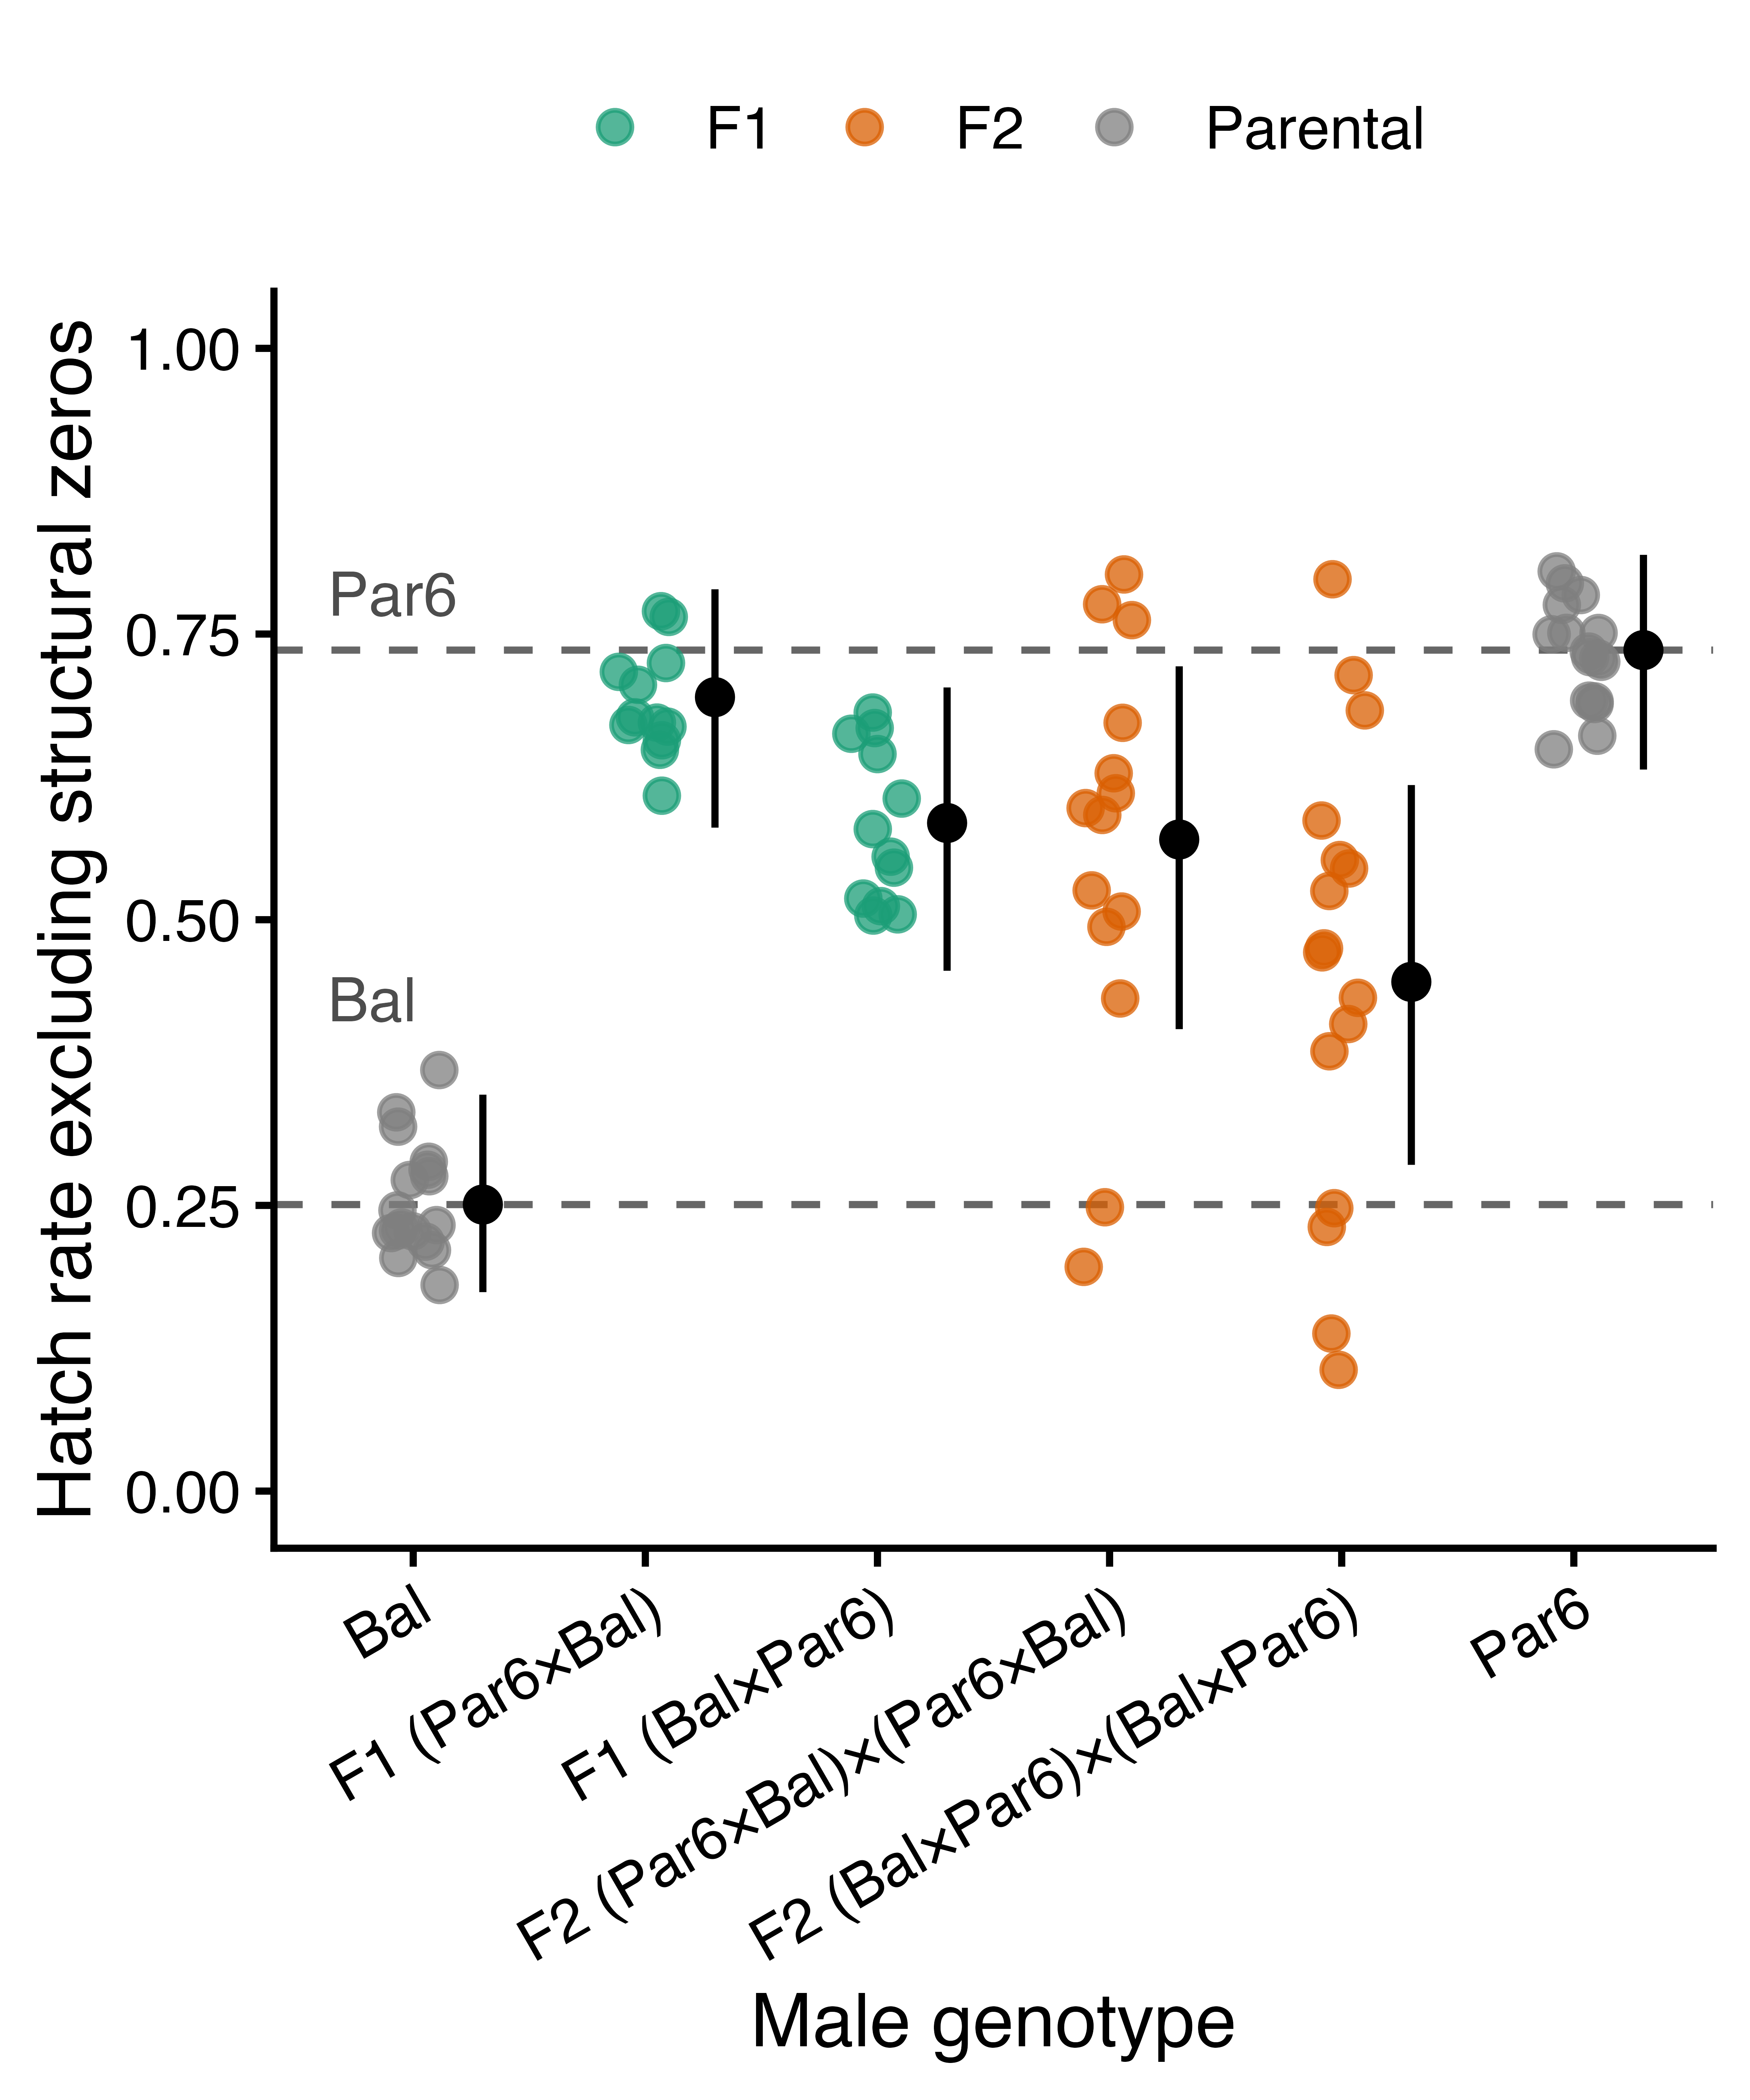 F1 F2 Parental
Hatch rate excluding structural zeros
1.00
0.75
0.50
0.25
0.00
Par6
Bal
Bal
F1 (Par6×Bal)
F1 (Bal×Par6)
F2 (Par6×Bal)×(Par6×Bal)
F2 (Bal×Par6)×(Bal×Par6)
Par6
Male genotype